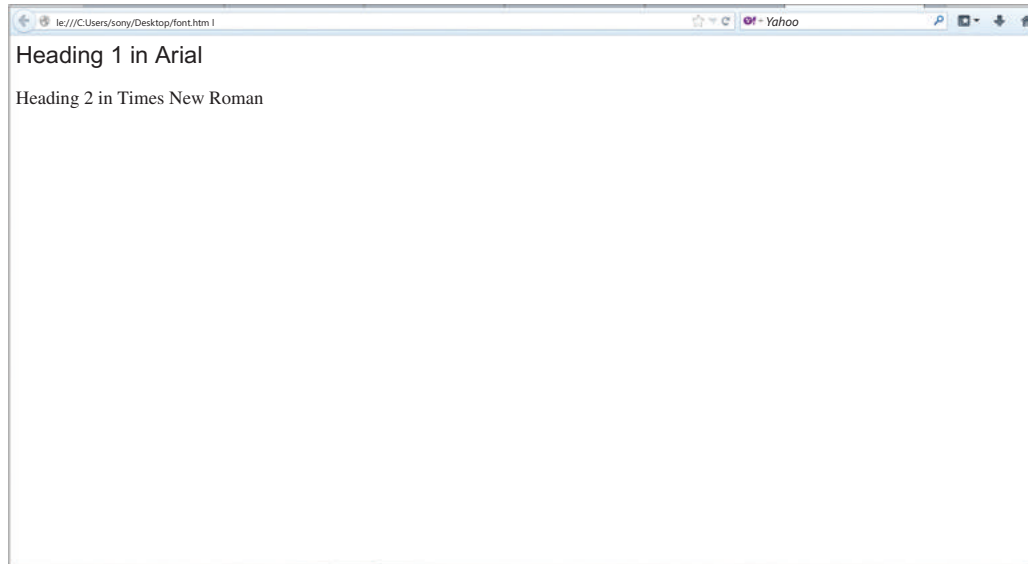 le:///C:Users/sony/Desktop/font.htm l
Yahoo
Heading 1 in Arial
Heading 2 in Times New Roman